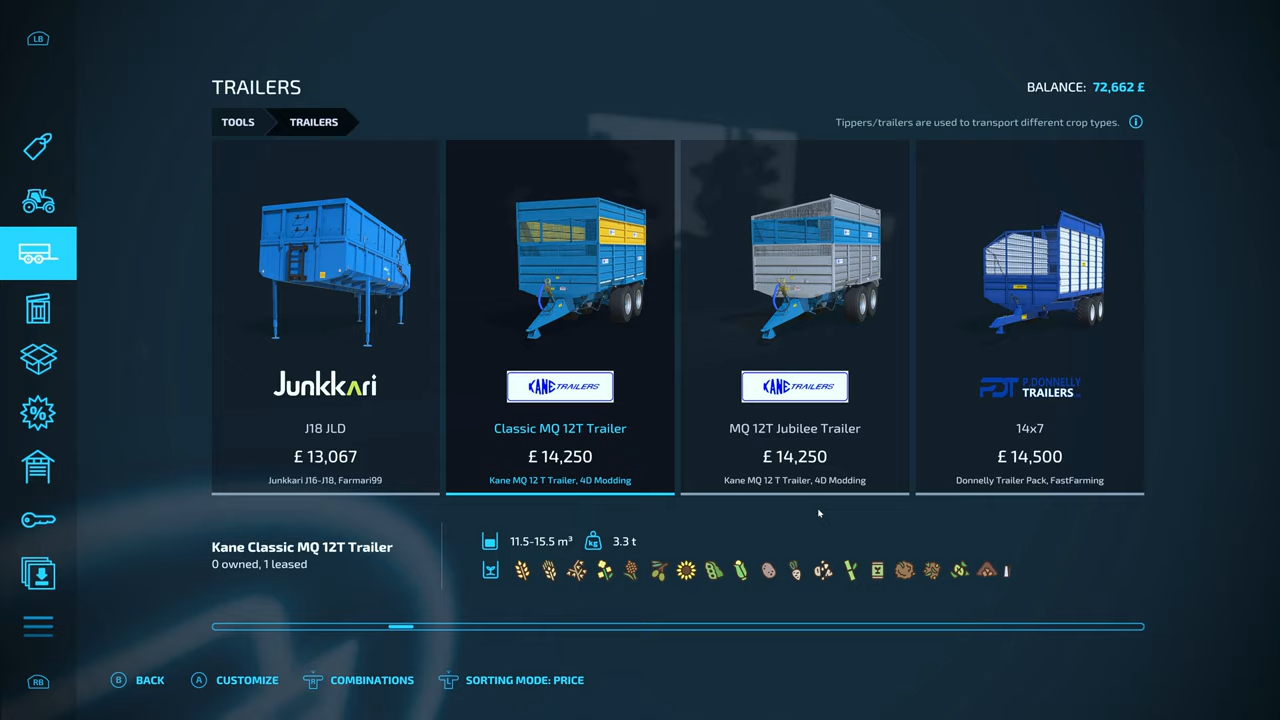 LB
TRAILERS
BALANCE: 72,662 £
TOOLS TRAILERS
Tippers/trailers are used to transport different crop types.
Junkkari
J18 JLD
£ 13,067
Junkkari J16-J18, Farmari99
KANE TRAILERS
Classic MQ 12T Trailer
£ 14,250
Kane MQ 12 T Trailer, 4D Modding
KANE TRAILERS
MQ 12T Jubilee Trailer
£ 14,250
Kane MQ 12 T Trailer, 4D Modding
PDT P.DONNELLY
TRAILERS
14x7
£ 14,500
Donnelly Trailer Pack, FastFarming
Kane Classic MQ 12T Trailer
0 owned, 1 leased
11.5-15.5 m³ kg 3.3 t
RB
B BACK A CUSTOMIZE R COMBINATIONS L SORTING MODE: PRICE